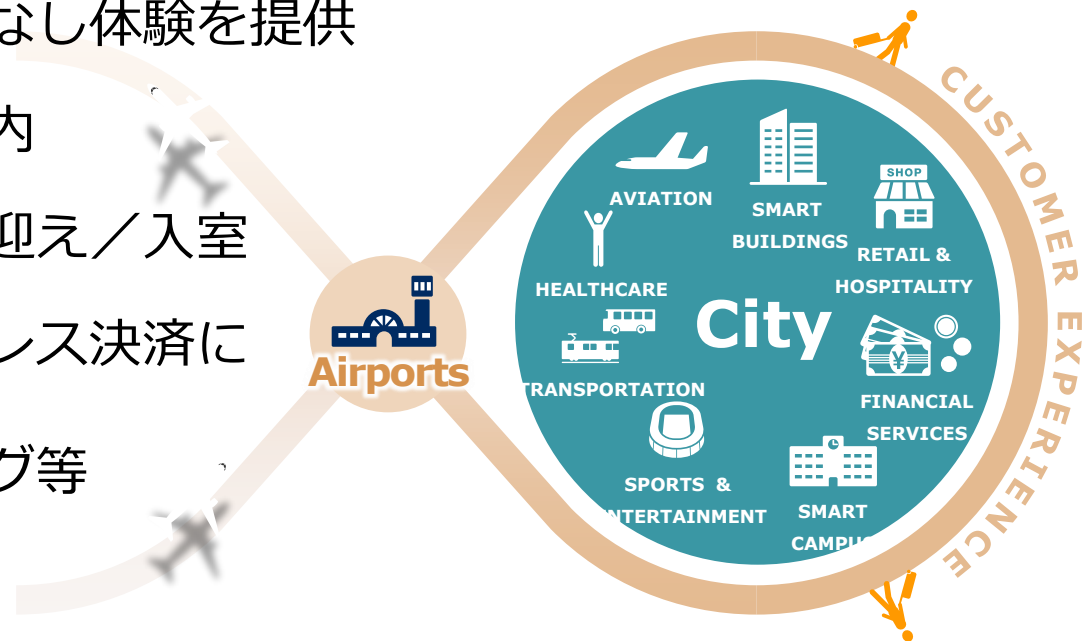 なし体験を提供
内
迎え／入室
レス決済に
グ等
Airports
CUSTOMER EXPERIENCE
AVIATION
SMART
BUILDINGS
SHOP
RETAIL &
HOSPITALITY
HEALTHCARE
City
TRANSPORTATION
¥
FINANCIAL
SERVICES
SPORTS &
NTERTAINMENT
SMART
CAMPU